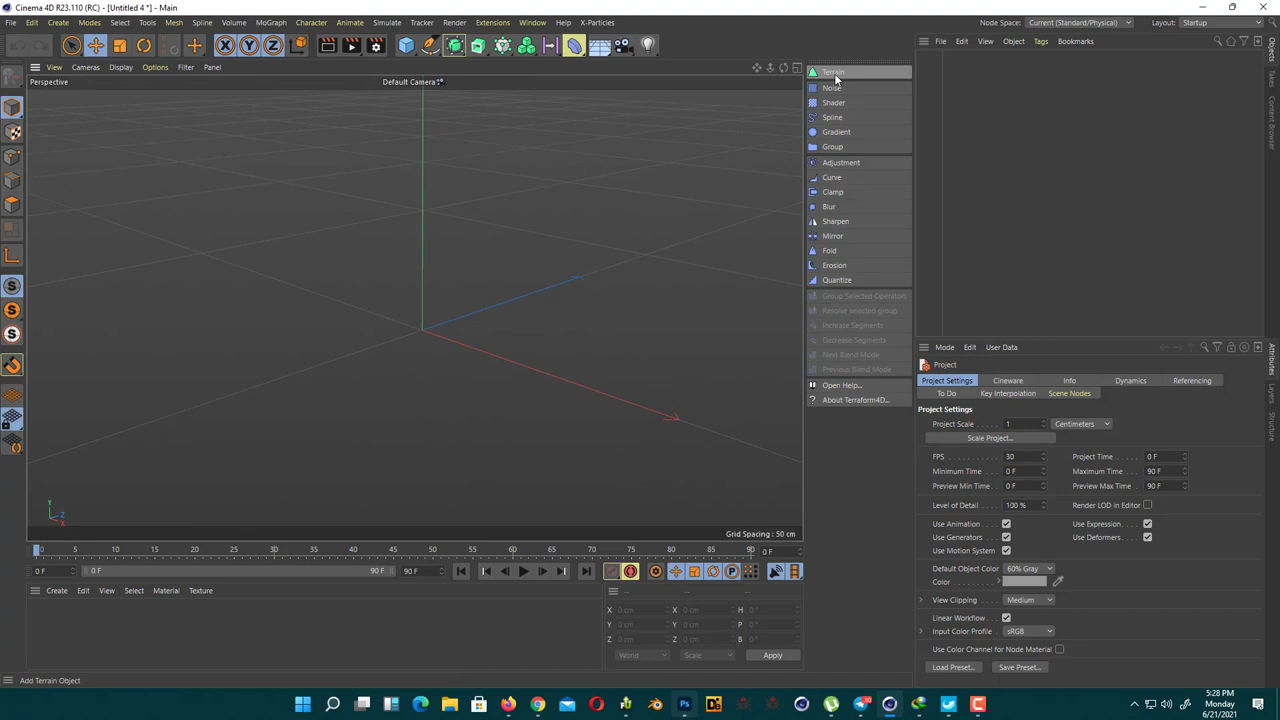 Cinema 4D R23.110 (RC) - [Untitled 4 *] - Main
File Edit Create Modes Select Tools Mesh Spline Volume MoGraph Character Animate Simulate Tracker Render Extensions Window Help X-Particles
Node Space: Current (Standard/Physical) Layout: Startup
View Cameras Display Options Filter Panel
File Edit View Object Tags Bookmarks
Perspective
Default Camera
Terrain
Noise
Shader
Spline
Gradient
Group
Adjustment
Curve
Clamp
Blur
Sharpen
Mirror
Fold
Erosion
Quantize
Group Selected Operators
Resolve selected group
Increase Segments
Decrease Segments
Next Blend Mode
Previous Blend Mode
Open Help...
? About Terraform4D...
Objects
Takes
Content Browser
Attributes
Layers
Structure
Mode Edit User Data
Project
Project Settings Cineware Info Dynamics Referencing
To Do Key Interpolation Scene Nodes
Project Settings
Project Scale . . . . . 1 Centimeters
Scale Project...
FPS 30 Project Time 0 F
Minimum Time 0 F Maximum Time 90 F
Preview Min Time 0 F Preview Max Time 90 F
Level of Detail 100 % Render LOD in Editor
Use Animation Use Expression
Use Generators Use Deformers
Use Motion System
Default Object Color 60% Gray
Color
View Clipping Medium
Linear Workflow
Input Color Profile sRGB
Use Color Channel for Node Material
Load Preset... Save Preset...
Y
Z
X
Grid Spacing : 50 cm
0 5 10 15 20 25 30 35 40 45 50 55 60 65 70 75 80 85 90 0 F
0 F 0 F 90 F 90 F
Create Edit View Select Material Texture
-- -- --
X 0 cm X 0 cm H 0 °
Y 0 cm Y 0 cm P 0 °
Z 0 cm Z 0 cm B 0 °
World Scale Apply
Add Terrain Object
5:28 PM
Monday
6/21/2021